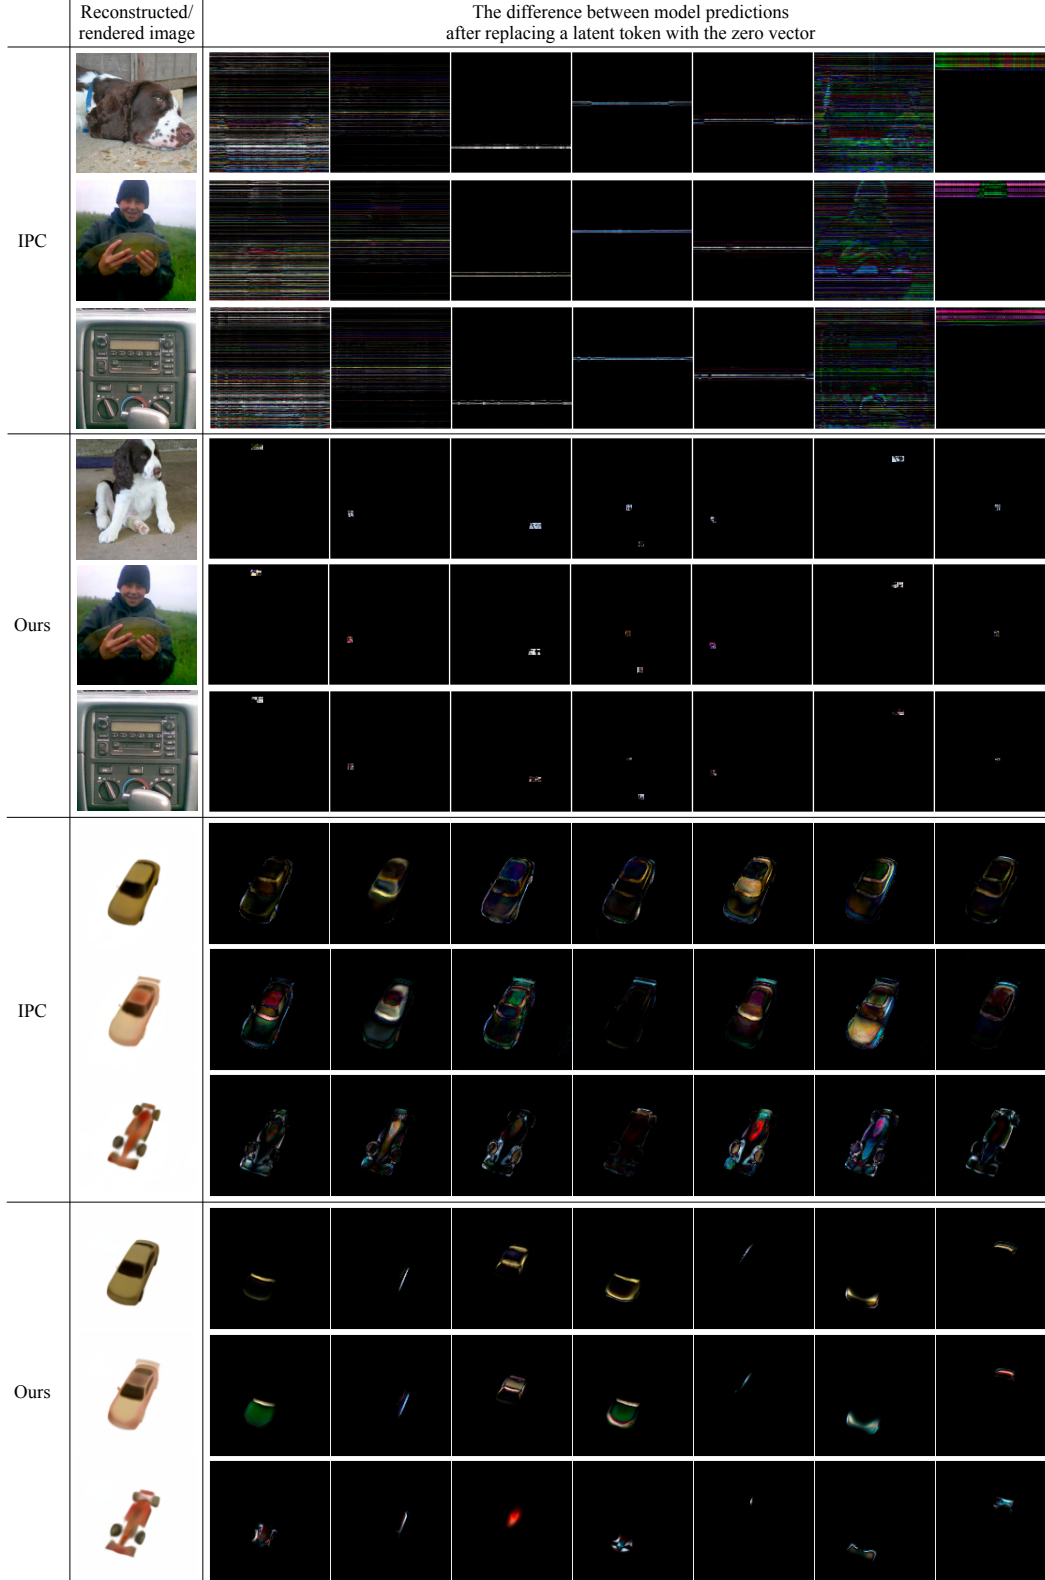 Reconstructed/
rendered image
The difference between model predictions
after replacing a latent token with the zero vector
IPC
Ours
IPC
Ours